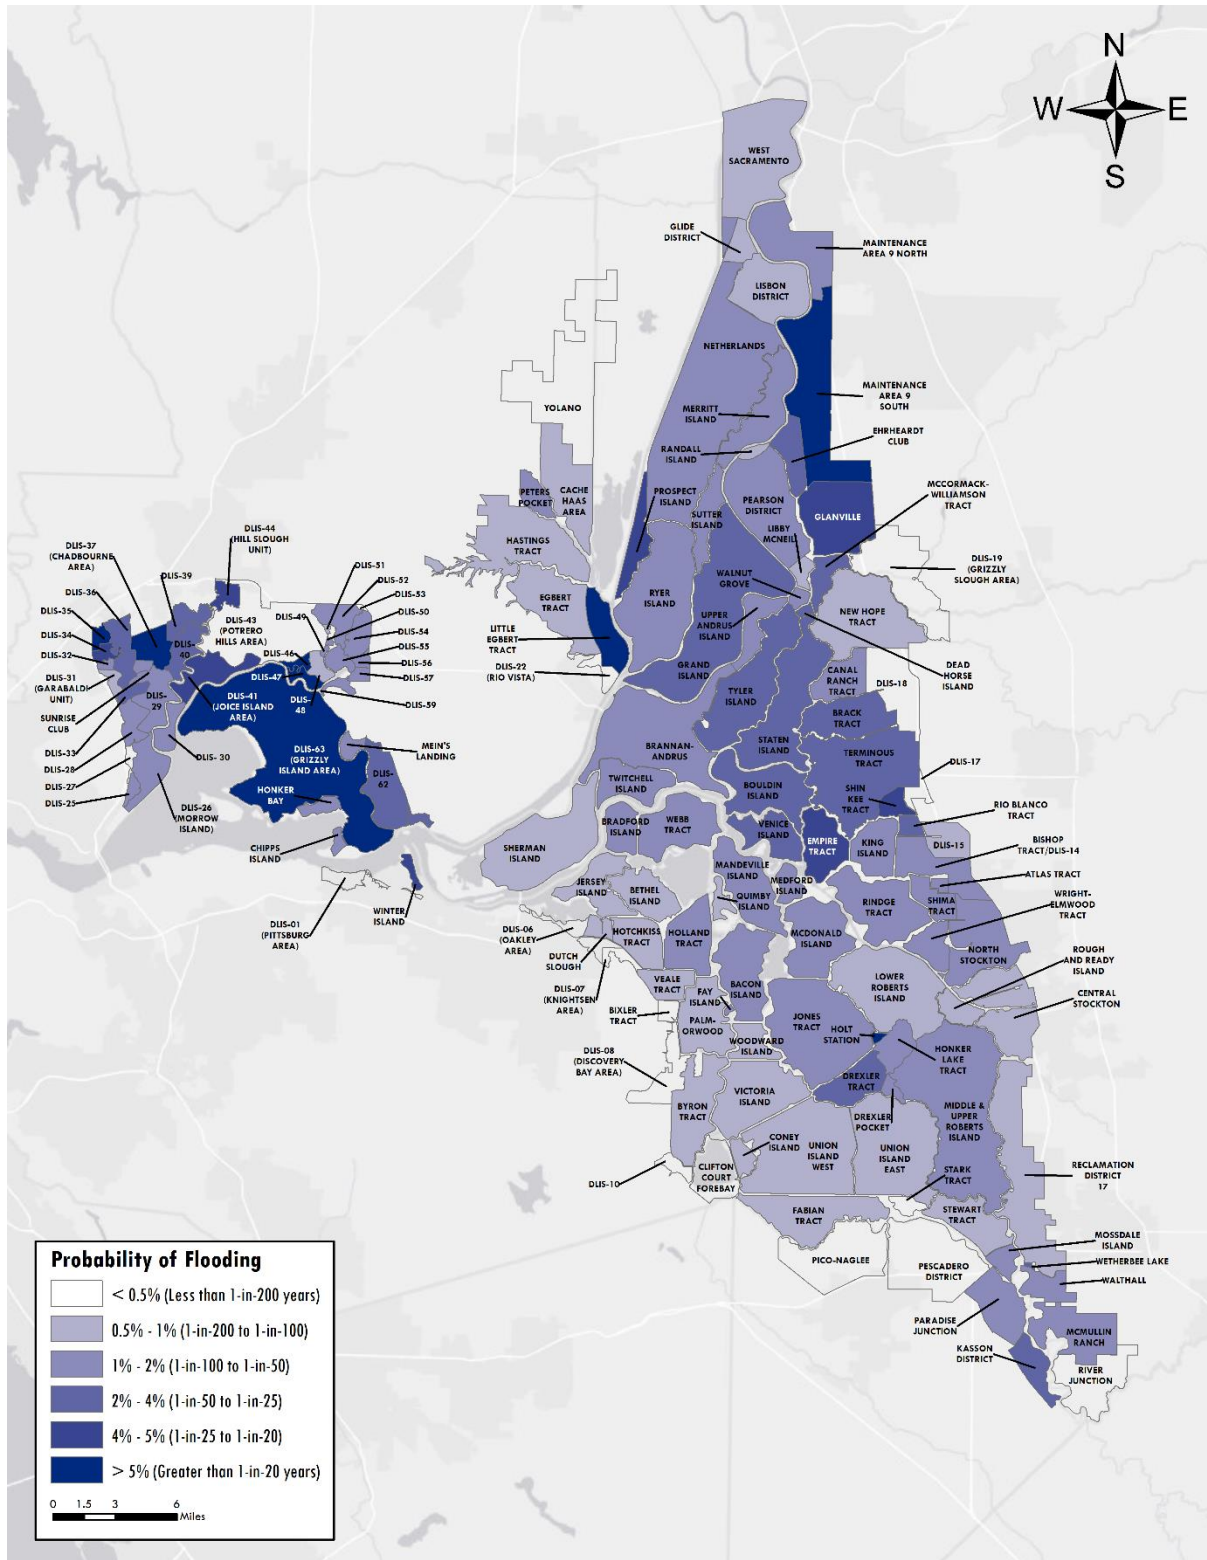 N
W
E
S
WEST
SACRAMENTO
GLIDE
DISTRICT
MAINTENANCE
AREA 9 NORTH
LISBON
DISTRICT
NETHERLANDS
YOLANO
MAINTENANCE
AREA 9
SOUTH
MERRITT
ISLAND
EHRHEARDT
CLUB
RANDALL
ISLAND
MCCORMACK-
WILLIAMSON
TRACT
PETERS
POCKET
CACHE
HAAS
AREA
PROSPECT
ISLAND
PEARSON
DISTRICT
GLANVILLE
SUTTER
ISLAND
LIBBY
MCNEIL
HASTINGS
TRACT
DLIS-19
(GRIZZLY
SLOUGH AREA)
WALNUT
GROVE
EGBERT
TRACT
RYER
ISLAND
UPPER
ANDRUS
ISLAND
NEW HOPE
TRACT
LITTLE
EGBERT
TRACT
DLIS-22
(RIO VISTA)
GRAND
ISLAND
DEAD
HORSE
ISLAND
CANAL
RANCH
TRACT
DLIS-18
TYLER
ISLAND
BRACK
TRACT
STATEN
ISLAND
TERMINOUS
TRACT
DLIS-17
BRANNAN-
ANDRUS
TWITCHELL
ISLAND
BOULDIN
ISLAND
SHIN
KEE
TRACT
RIO BLANCO
TRACT
BRADFORD
ISLAND
WEBB
TRACT
VENICE
ISLAND
EMPIRE
TRACT
KING
ISLAND
DLIS-15
BISHOP
TRACT/DLIS-14
SHERMAN
ISLAND
MANDEVILLE
ISLAND
MEDFORD
ISLAND
ATLAS TRACT
JERSEY
ISLAND
BETHEL
ISLAND
QUIMBY
ISLAND
RINDGE
TRACT
SHIMA
TRACT
WRIGHT-
ELMWOOD
TRACT
DLIS-06
(OAKLEY
AREA)
HOTCHKISS
TRACT
HOLLAND
TRACT
MCDONALD
ISLAND
NORTH
STOCKTON
ROUGH
AND READY
ISLAND
DUTCH
SLOUGH
DLIS-07
(KNIGHTSEN
AREA)
VEALE
TRACT
FAY
ISLAND
BACON
ISLAND
LOWER
ROBERTS
ISLAND
CENTRAL
STOCKTON
BIXLER
TRACT
PALM-
ORWOOD
WOODWARD
ISLAND
JONES
TRACT
HOLT
STATION
HONKER
LAKE
TRACT
DLIS-08
(DISCOVERY
BAY AREA)
DREXLER
TRACT
VICTORIA
ISLAND
BYRON
TRACT
MIDDLE &
UPPER
ROBERTS
ISLAND
DREXLER
POCKET
CONEY
ISLAND
UNION
ISLAND
WEST
UNION
ISLAND
EAST
DLIS-10
CLIFTON
COURT
FOREBAY
STARK
TRACT
RECLAMATION
DISTRICT
17
FABIAN
TRACT
STEWART
TRACT
MOSSDALE
ISLAND
PICO-NAGLEE
PESCADERO
DISTRICT
WETHERBEE LAKE
WALTHALL
PARADISE
JUNCTION
KASSON
DISTRICT
MCMULLIN
RANCH
RIVER
JUNCTION
DLIS-44
(HILL SLOUGH
UNIT)
DLIS-37
(CHADBOURNE
AREA)
DLIS-39
DLIS-51
DLIS-52
DLIS-53
DLIS-36
DLIS-49
DLIS-50
DLIS-35
DLIS-43
(POTRERO
HILLS AREA)
DLIS-54
DLIS-34
DLIS-32
DLIS-
40
DLIS-46
DLIS-55
DLIS-56
DLIS-31
(GARABALDI
UNIT)
DLIS-47
DLIS-57
DLIS-
29
DLIS-41
(JOICE ISLAND
AREA)
DLIS-
48
DLIS-59
SUNRISE
CLUB
DLIS-33
DLIS-30
DLIS-63
(GRIZZLY
ISLAND AREA)
MEIN'S
LANDING
DLIS-28
DLIS-27
DLIS-
62
DLIS-25
DLIS-26
(MORROW
ISLAND)
HONKER
BAY
CHIPPS
ISLAND
DLIS-01
(PITTSBURG
AREA)
WINTER
ISLAND
Probability of Flooding
< 0.5% (Less than 1-in-200 years)
0.5% - 1% (1-in-200 to 1-in-100)
1% - 2% (1-in-100 to 1-in-50)
2% - 4% (1-in-50 to 1-in-25)
4% - 5% (1-in-25 to 1-in-20)
> 5% (Greater than 1-in-20 years)
0 1.5 3 6
Miles